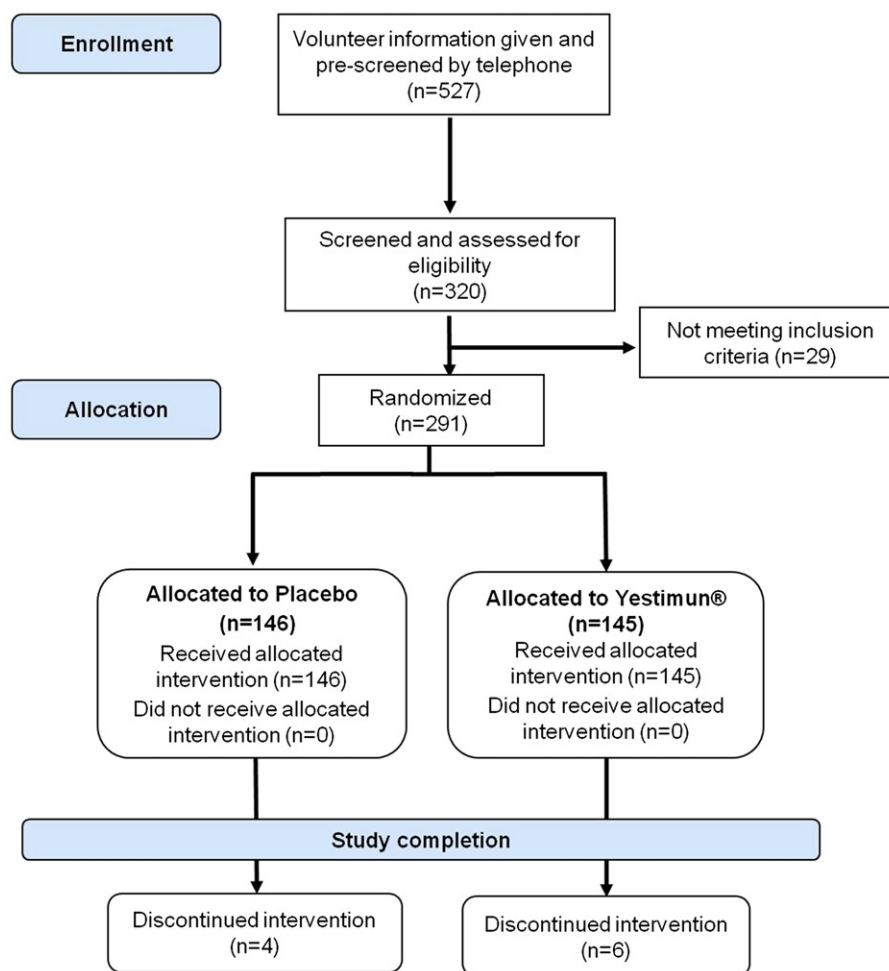 Enrollment
Volunteer information given and
pre-screened by telephone
(n=527)
Screened and assessed for
eligibility
(n=320)
Not meeting inclusion
criteria (n=29)
Allocation
Randomized
(n=291)
Allocated to Placebo
(n=146)
Received allocated
intervention (n=146)
Did not receive allocated
intervention (n=0)
Allocated to Yestimun®
(n=145)
Received allocated
intervention (n=145)
Did not receive allocated
intervention (n=0)
Study completion
Discontinued intervention
(n=4)
Discontinued intervention
(n=6)